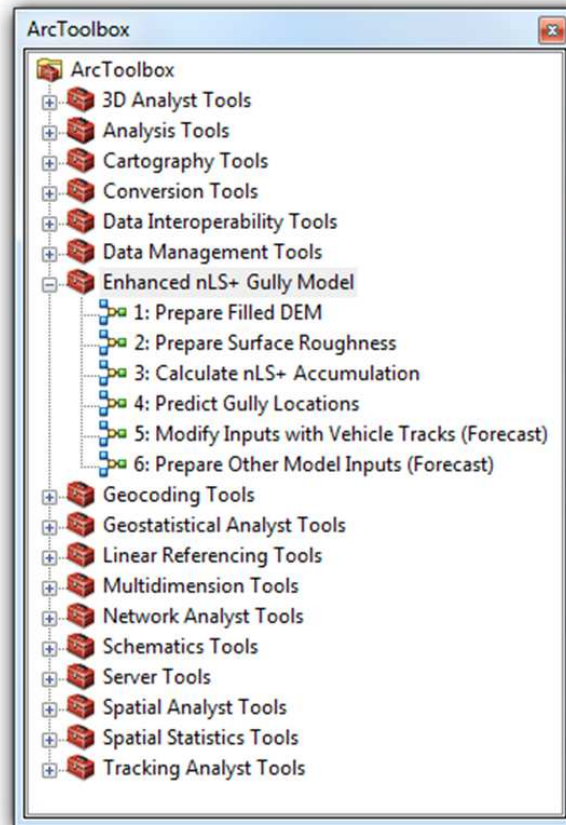 ArcToolbox
ArcToolbox
3D Analyst Tools
Analysis Tools
Cartography Tools
Conversion Tools
Data Interoperability Tools
Data Management Tools
Enhanced nLS+ Gully Model
1: Prepare Filled DEM
2: Prepare Surface Roughness
3: Calculate nLS+ Accumulation
4: Predict Gully Locations
5: Modify Inputs with Vehicle Tracks (Forecast)
6: Prepare Other Model Inputs (Forecast)
Geocoding Tools
Geostatistical Analyst Tools
Linear Referencing Tools
Multidimension Tools
Network Analyst Tools
Schematics Tools
Server Tools
Spatial Analyst Tools
Spatial Statistics Tools
Tracking Analyst Tools